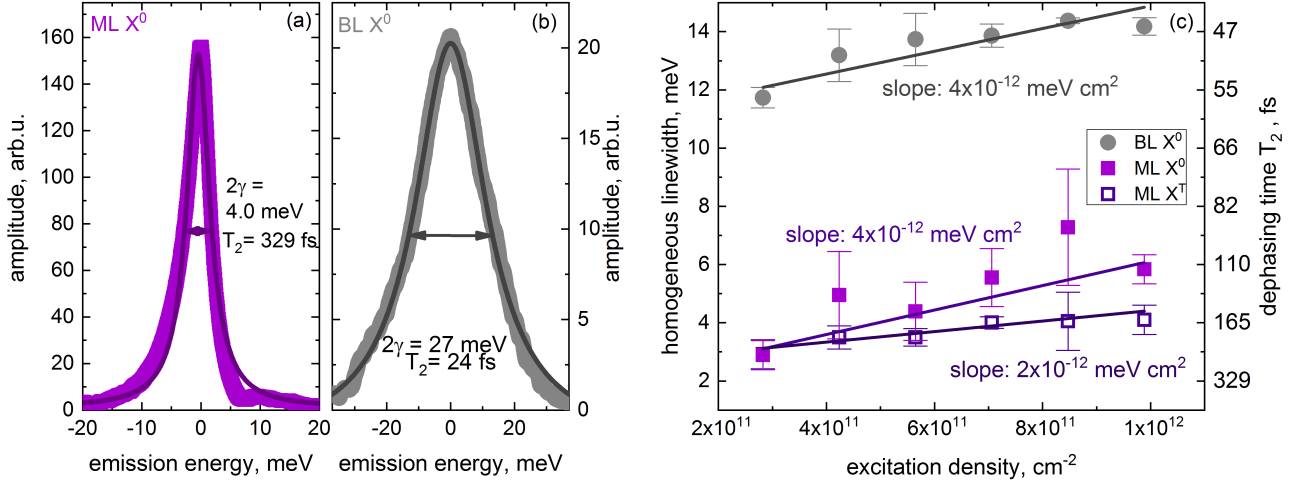 (a)
ML X⁰
160
140
120
100
80
60
40
20
0
amplitude, arb.u.
2γ =
4.0 meV
T₂= 329 fs
-20 -10 0 10 20
emission energy, meV
(b)
BL X⁰
20
15
10
5
0
amplitude, arb.u.
2γ = 27 meV
T₂= 24 fs
-20 0 20
emission energy, meV
(c)
14
12
10
8
6
4
2
homogeneous linewidth, meV
47
55
66
82
110
165
329
dephasing time T₂ , fs
slope: 4x10⁻¹² meV cm²
BL X⁰
ML X⁰
ML Xᵀ
slope: 4x10⁻¹² meV cm²
slope: 2x10⁻¹² meV cm²
2x10¹¹ 4x10¹¹ 6x10¹¹ 8x10¹¹ 1x10¹²
excitation density, cm⁻²